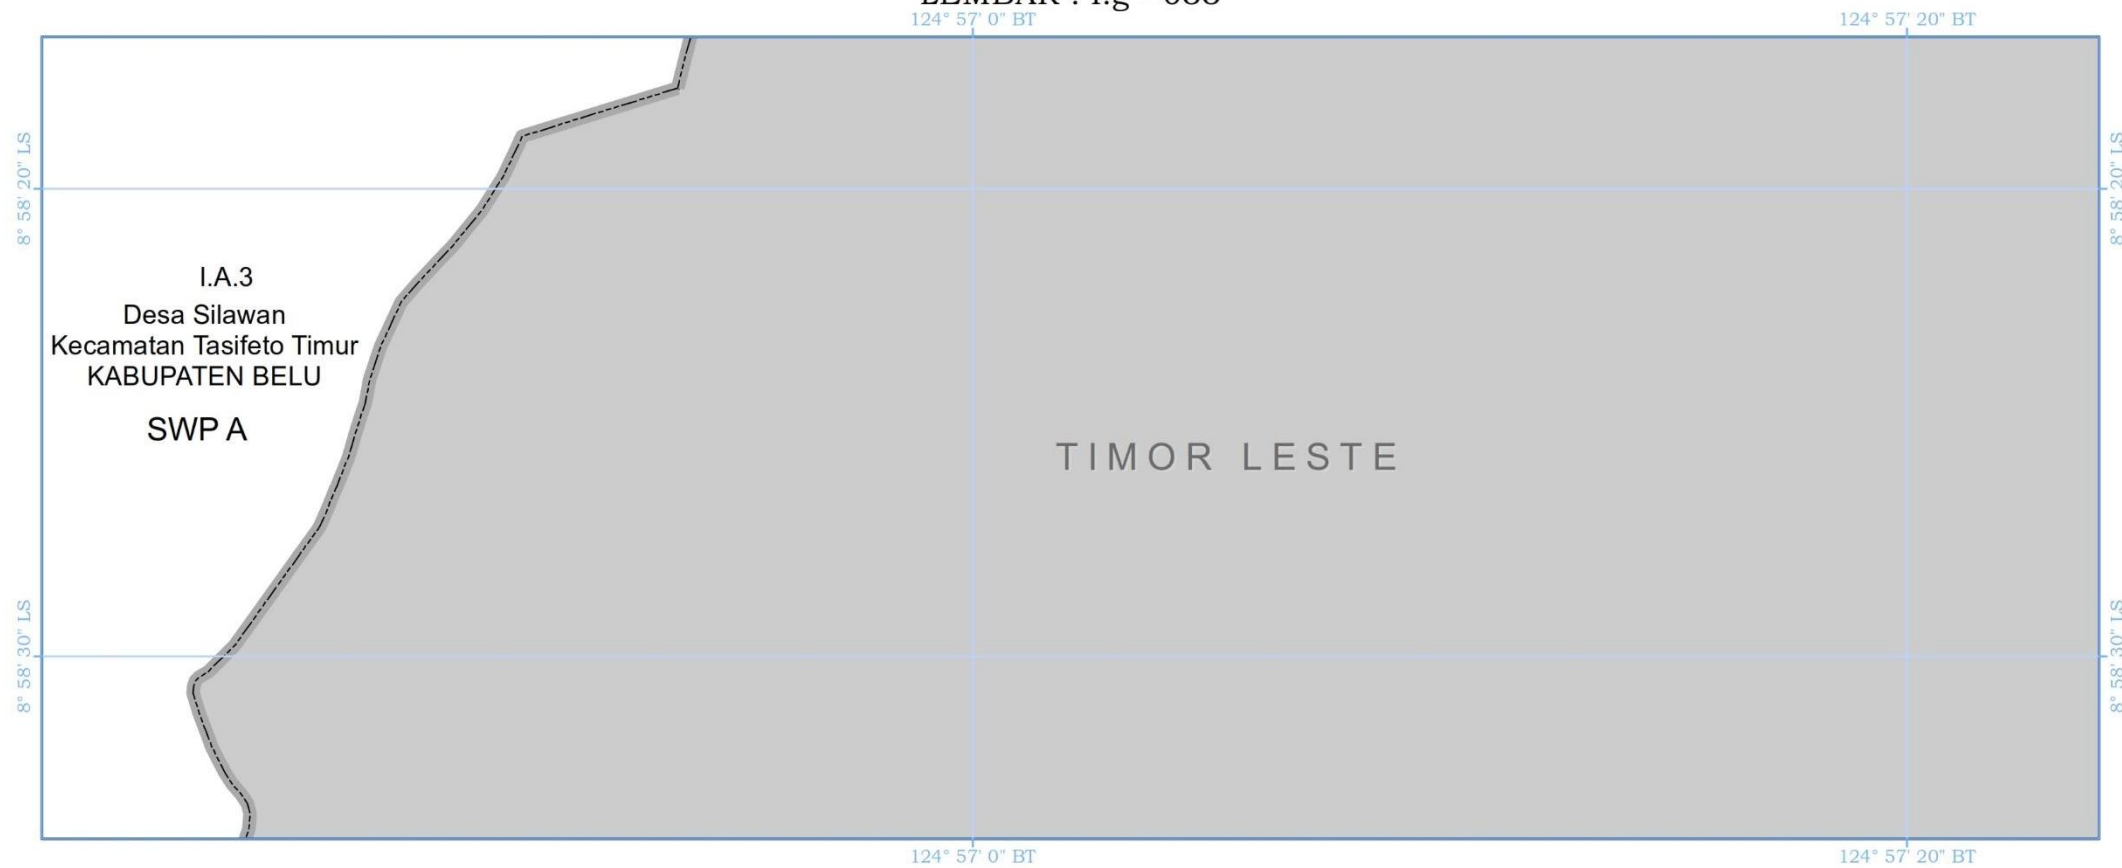 124° 57' 0" BT
124° 57' 20" BT
8° 58' 20" LS
8° 58' 20" LS
I.A.3
Desa Silawan
Kecamatan Tasifeto Timur
KABUPATEN BELU
SWP A
TIMOR LESTE
8° 58' 30" LS
8° 58' 30" LS
124° 57' 0" BT
124° 57' 20" BT